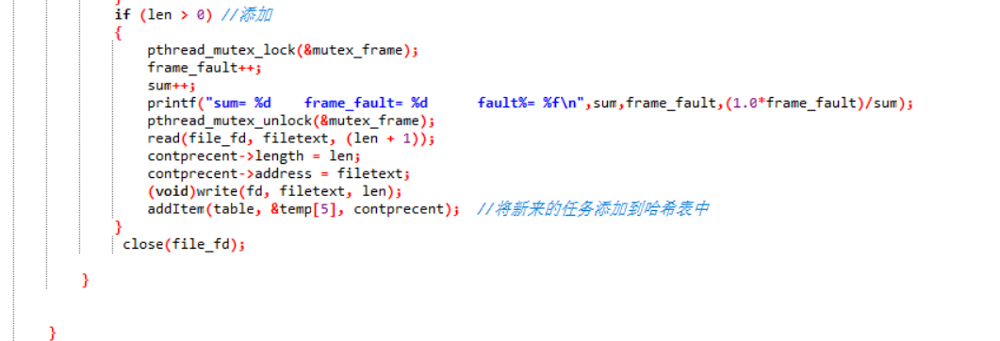 if (len > 0) //添加
{
pthread_mutex_lock(&mutex_frame);
frame_fault++;
sum++;
printf("sum= %d    frame_fault= %d      fault%= %f\n",sum,frame_fault,(1.0*frame_fault)/sum);
pthread_mutex_unlock(&mutex_frame);
read(file_fd, filetext, (len + 1));
contprecent->length = len;
contprecent->address = filetext;
(void)write(fd, filetext, len);
addItem(table, &temp[5], contprecent);  //将新来的任务添加到哈希表中
}
close(file_fd);
}
}